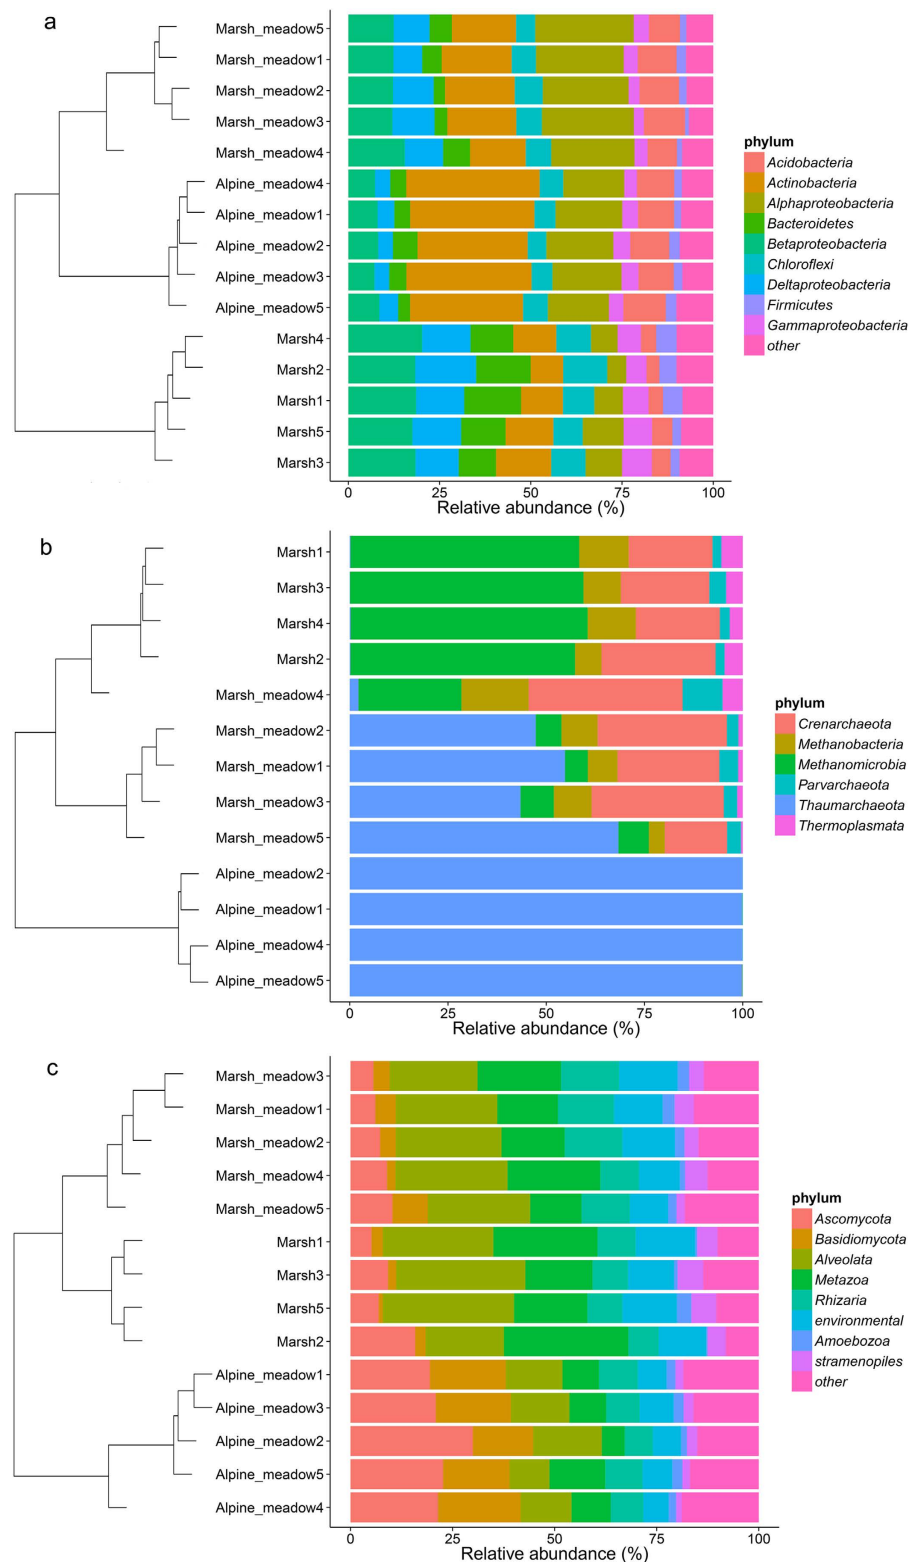 a
Marsh_meadow5
Marsh_meadow1
Marsh_meadow2
Marsh_meadow3
Marsh_meadow4
Alpine_meadow4
Alpine_meadow1
Alpine_meadow2
Alpine_meadow3
Alpine_meadow5
Marsh4
Marsh2
Marsh1
Marsh5
Marsh3
0 25 50 75 100
Relative abundance (%)
phylum
Acidobacteria
Actinobacteria
Alphaproteobacteria
Bacteroidetes
Betaproteobacteria
Chloroflexi
Deltaproteobacteria
Firmicutes
Gammaproteobacteria
other
b
Marsh1
Marsh3
Marsh4
Marsh2
Marsh_meadow4
Marsh_meadow2
Marsh_meadow1
Marsh_meadow3
Marsh_meadow5
Alpine_meadow2
Alpine_meadow1
Alpine_meadow4
Alpine_meadow5
0 25 50 75 100
Relative abundance (%)
phylum
Crenarchaeota
Methanobacteria
Methanomicrobia
Parvarchaeota
Thaumarchaeota
Thermoplasmata
c
Marsh_meadow3
Marsh_meadow1
Marsh_meadow2
Marsh_meadow4
Marsh_meadow5
Marsh1
Marsh3
Marsh5
Marsh2
Alpine_meadow1
Alpine_meadow3
Alpine_meadow2
Alpine_meadow5
Alpine_meadow4
0 25 50 75 100
Relative abundance (%)
phylum
Ascomycota
Basidiomycota
Alveolata
Metazoa
Rhizaria
environmental
Amoebozoa
stramenopiles
other